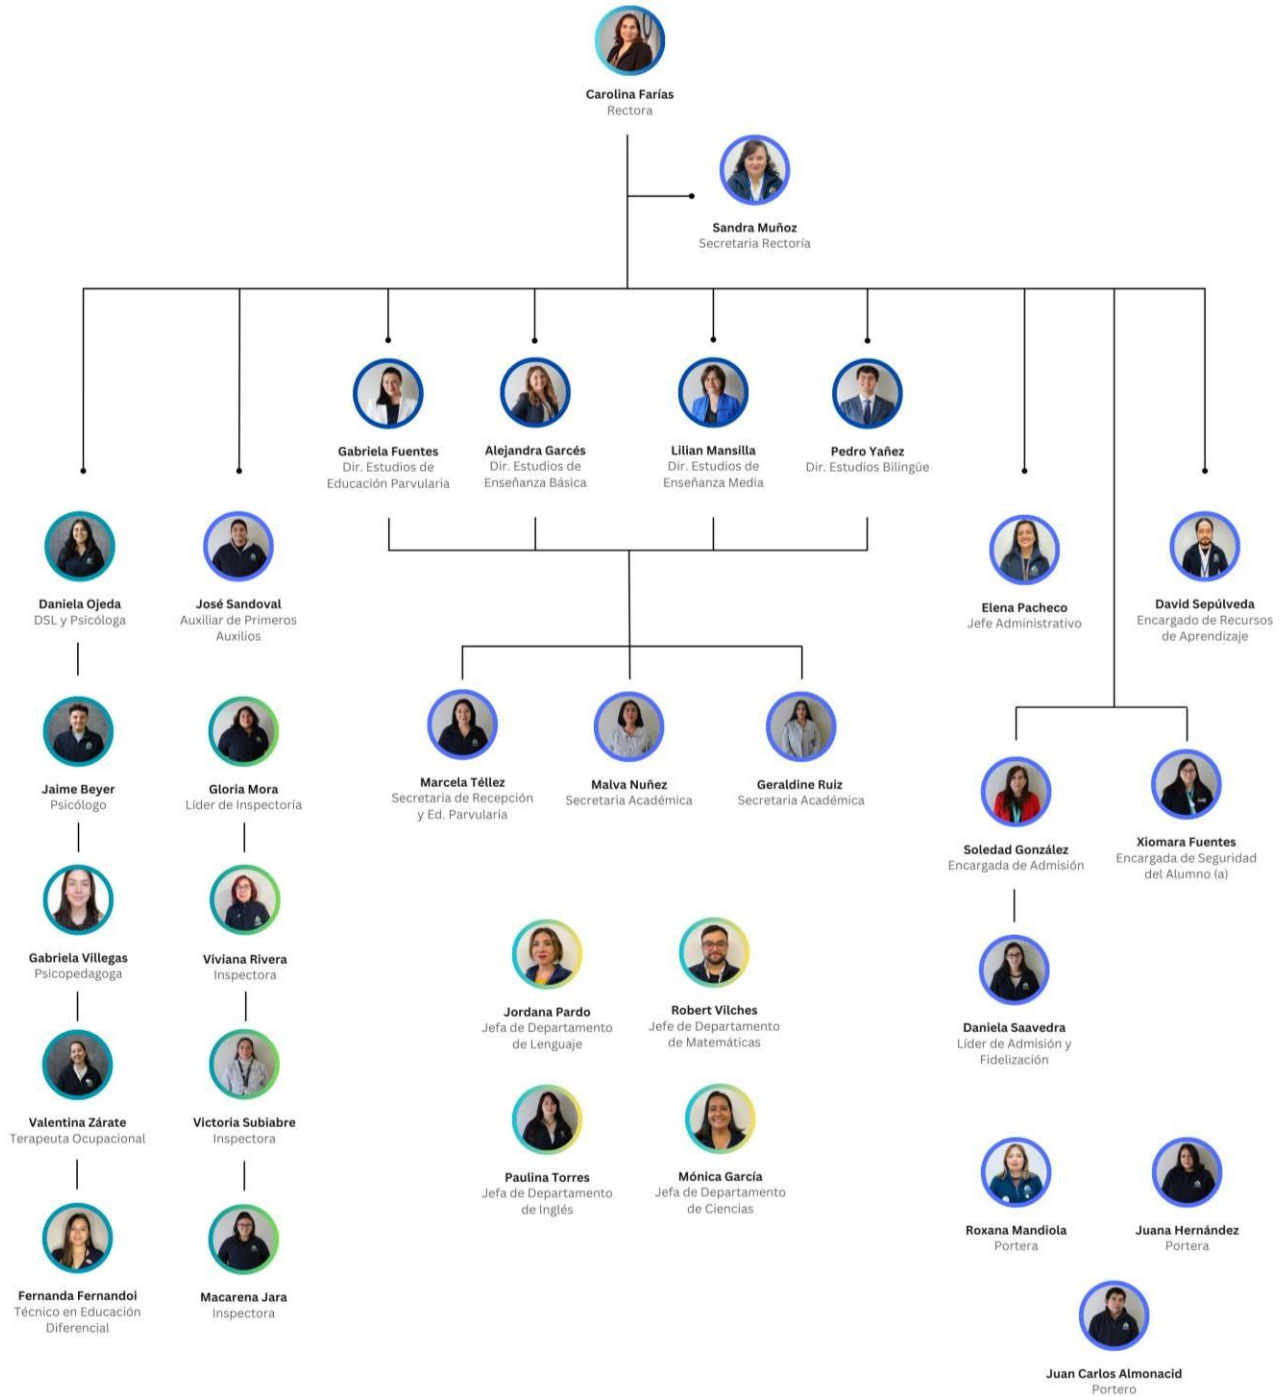 Carolina Farías
Rectora
Sandra Muñoz
Secretaria Rectoría
Gabriela Fuentes
Dir. Estudios de
Educación Parvularia
Alejandra Garcés
Dir. Estudios de
Enseñanza Básica
Lilian Mansilla
Dir. Estudios de
Enseñanza Media
Pedro Yañez
Dir. Estudios Bilingüe
Daniela Ojeda
DSL y Psicóloga
José Sandoval
Auxiliar de Primeros
Auxilios
Elena Pacheco
Jefe Administrativo
David Sepúlveda
Encargado de Recursos
de Aprendizaje
Jaime Beyer
Psicólogo
Gloria Mora
Líder de Inspectoría
Marcela Téllez
Secretaria de Recepción
y Ed. Parvularia
Malva Nuñez
Secretaria Académica
Geraldine Ruiz
Secretaria Académica
Soledad González
Encargada de Admisión
Xiomara Fuentes
Encargada de Seguridad
del Alumno (a)
Gabriela Villegas
Psicopedagoga
Viviana Rivera
Inspectora
Jordana Pardo
Jefa de Departamento
de Lenguaje
Robert Vilches
Jefe de Departamento
de Matemáticas
Daniela Saavedra
Líder de Admisión y
Fidelización
Valentina Zárate
Terapeuta Ocupacional
Victoria Subiabre
Inspectora
Paulina Torres
Jefa de Departamento
de Inglés
Mónica García
Jefa de Departamento
de Ciencias
Roxana Mandiola
Portera
Juana Hernández
Portera
Fernanda Fernandoi
Técnico en Educación
Diferencial
Macarena Jara
Inspectora
Juan Carlos Almonacid
Portero